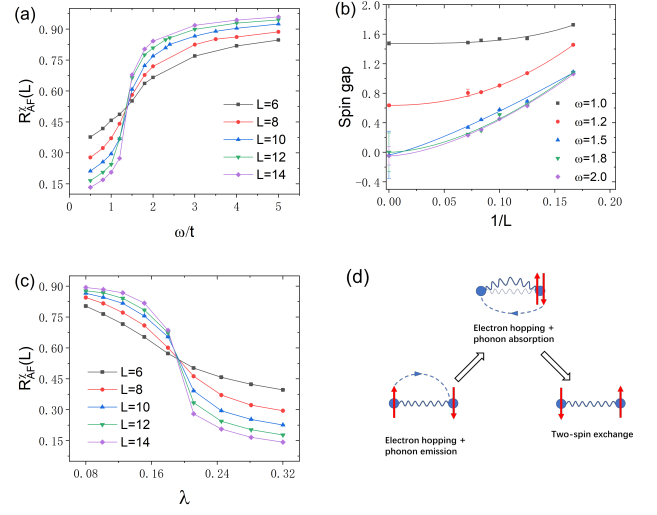 (a)
R^χ_AF(L)
0.90
0.75
0.60
0.45
0.30
0.15
L=6
L=8
L=10
L=12
L=14
0 1 2 3 4 5
ω/t
(b)
Spin gap
2.0
1.6
1.2
0.8
0.4
0.0
-0.4
ω=1.0
ω=1.2
ω=1.5
ω=1.8
ω=2.0
0.00 0.05 0.10 0.15 0.20
1/L
(c)
R^χ_AF(L)
0.90
0.75
0.60
0.45
0.30
0.15
L=6
L=8
L=10
L=12
L=14
0.08 0.16 0.24 0.32
λ
(d)
Electron hopping +
phonon absorption
Electron hopping +
phonon emission
Two-spin exchange